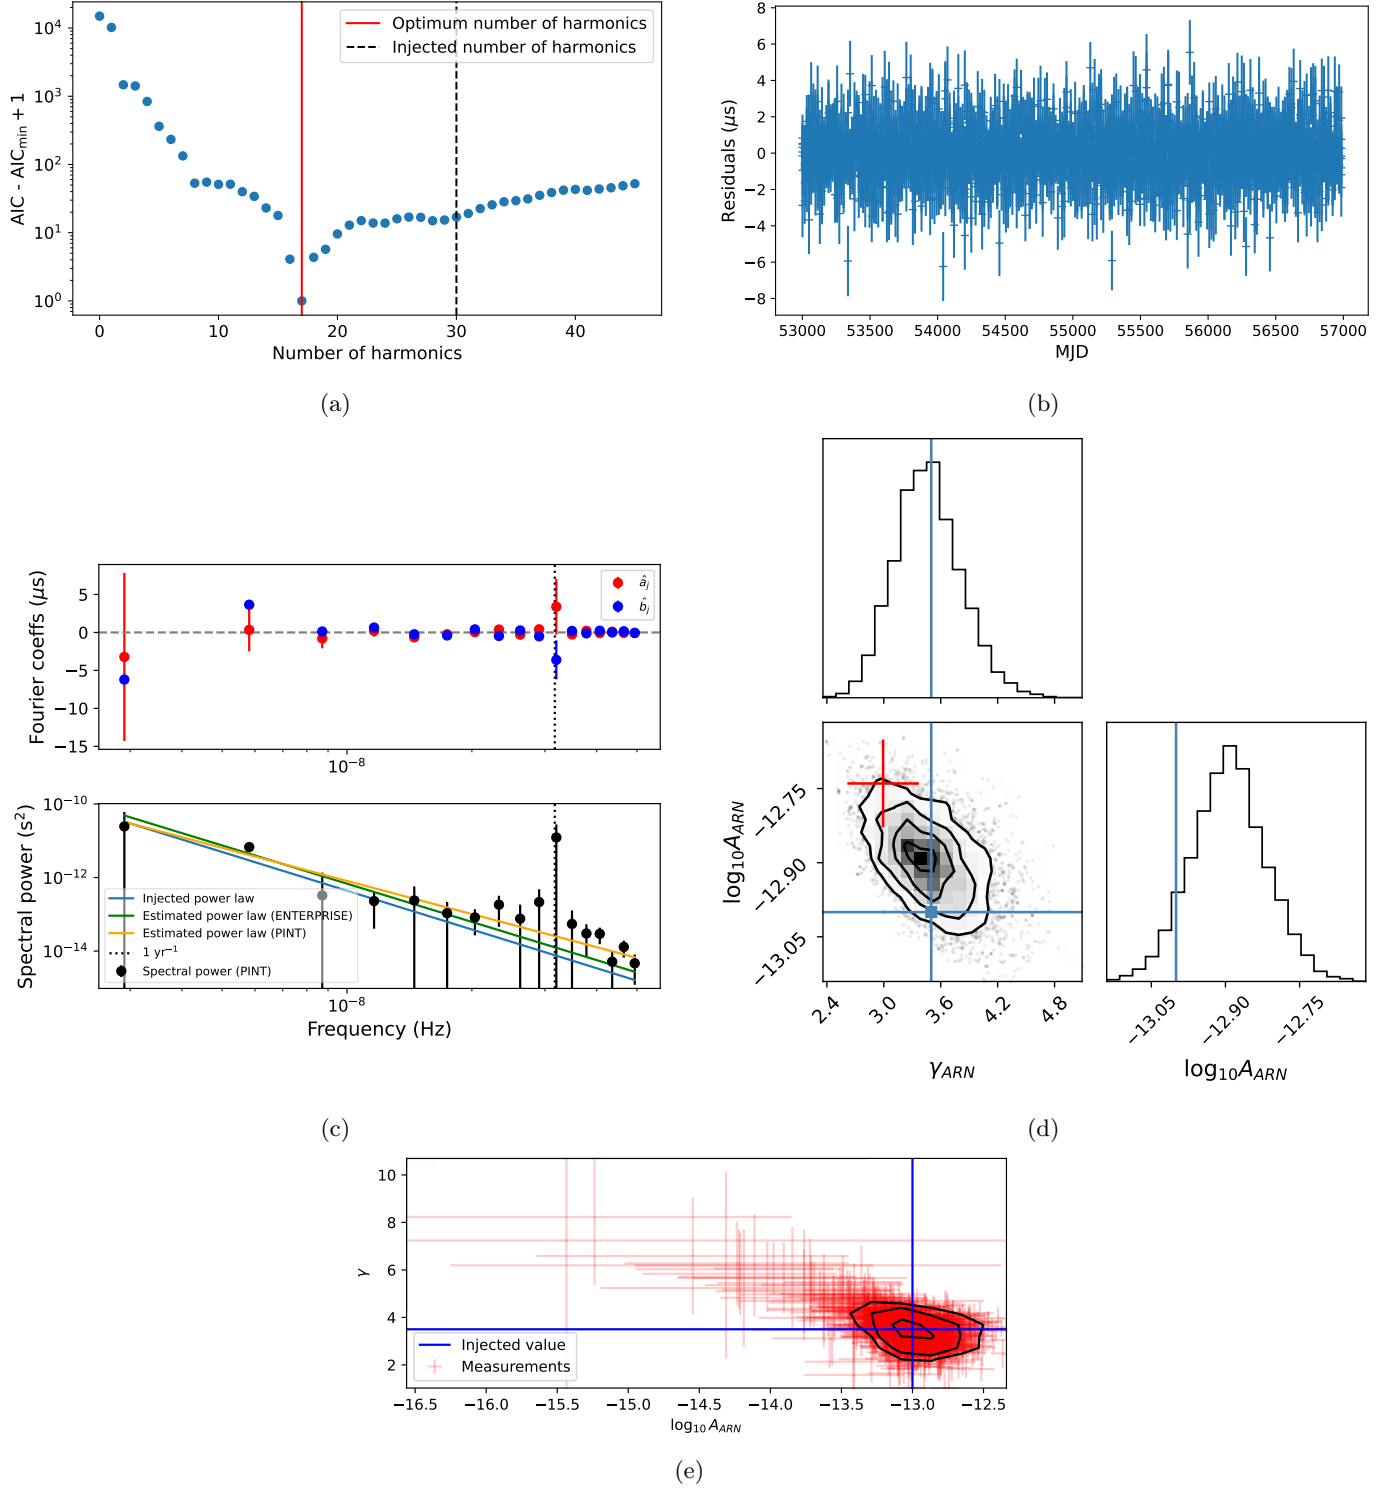 10⁴
10³
10²
10¹
10⁰
AIC - AICmin + 1
Optimum number of harmonics
Injected number of harmonics
0 10 20 30 40
Number of harmonics
(a)
8
6
4
2
0
−2
−4
−6
−8
Residuals (μs)
53000 53500 54000 54500 55000 55500 56000 56500 57000
MJD
(b)
5
0
−5
−10
−15
Fourier coeffs (μs)
âⱼ
b̂ⱼ
10⁻⁸
10⁻¹⁰
10⁻¹²
10⁻¹⁴
Spectral power (s²)
Injected power law
Estimated power law (ENTERPRISE)
Estimated power law (PINT)
1 yr⁻¹
Spectral power (PINT)
10⁻⁸
Frequency (Hz)
(c)
−12.75
−12.90
−13.05
log₁₀A_ARN
2.4 3.0 3.6 4.2 4.8
γ_ARN
−13.05 −12.90 −12.75
log₁₀A_ARN
(d)
10
8
6
4
2
γ
Injected value
Measurements
−16.5 −16.0 −15.5 −15.0 −14.5 −14.0 −13.5 −13.0 −12.5
log₁₀ A_ARN
(e)